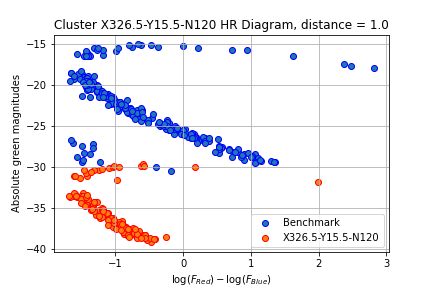 Cluster X326.5-Y15.5-N120 HR Diagram, distance = 1.0
Absolute green magnitudes
−15
−20
−25
−30
−35
−40
Benchmark
X326.5-Y15.5-N120
−1 0 1 2 3
log(F_Red) − log(F_Blue)